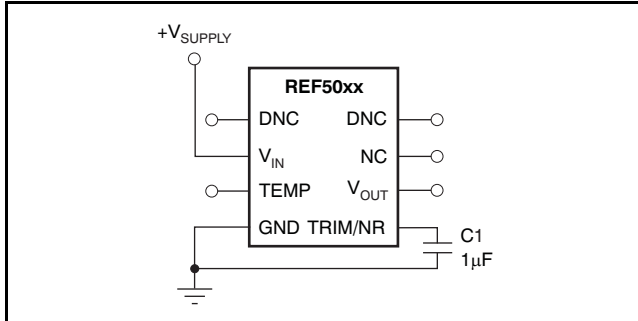 +VSUPPLY
REF50xx
DNC DNC
VIN NC
TEMP VOUT
GND TRIM/NR
C1
1μF